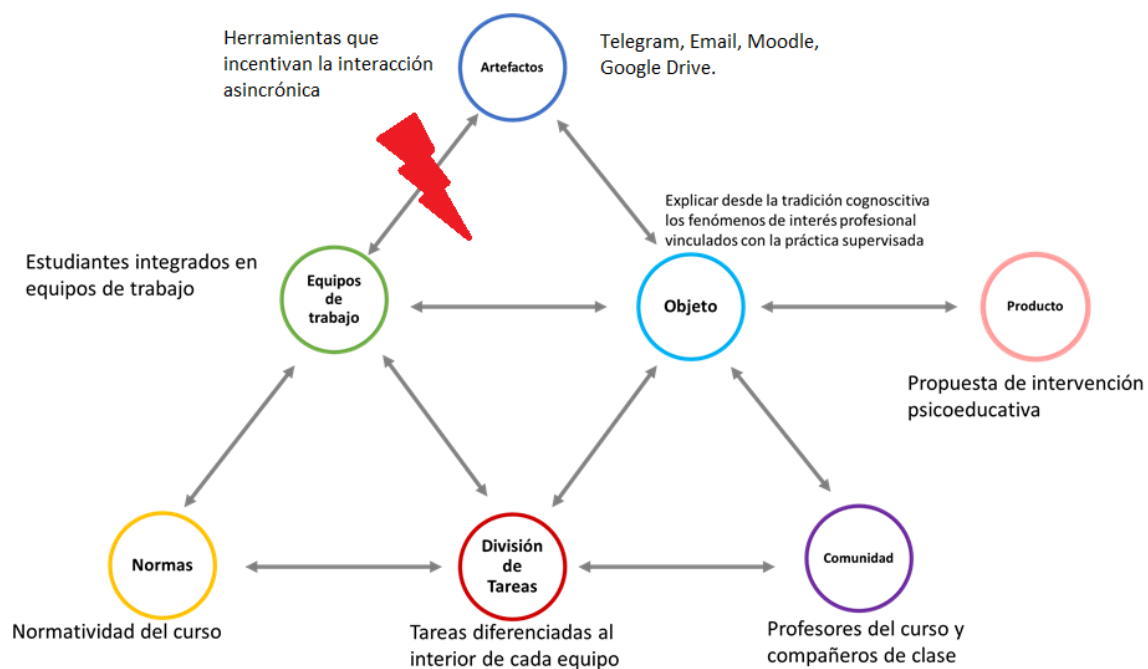 Herramientas que
incentivan la interacción
asincrónica
Artefactos
Telegram, Email, Moodle,
Google Drive.
Explicar desde la tradición cognoscitiva
los fenómenos de interés profesional
vinculados con la práctica supervisada
Estudiantes integrados en
equipos de trabajo
Equipos
de
trabajo
Objeto
Producto
Propuesta de intervención
psicoeducativa
Normas
Normatividad del curso
División
de
Tareas
Tareas diferenciadas al
interior de cada equipo
Comunidad
Profesores del curso y
compañeros de clase